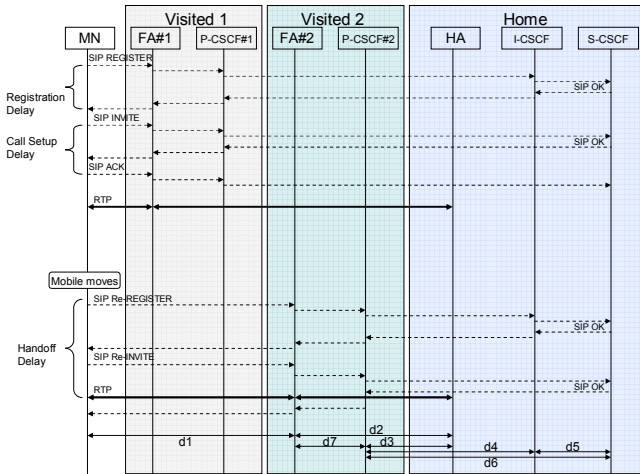 Visited 1
Visited 2
Home
MN
FA#1
P-CSCF#1
FA#2
P-CSCF#2
HA
I-CSCF
S-CSCF
SIP REGISTER
SIP OK
Registration
Delay
SIP INVITE
Call Setup
Delay
SIP OK
SIP ACK
RTP
Mobile moves
SIP Re-REGISTER
SIP OK
Handoff
Delay
SIP Re-INVITE
SIP OK
RTP
d2
d1
d7
d3
d4
d5
d6